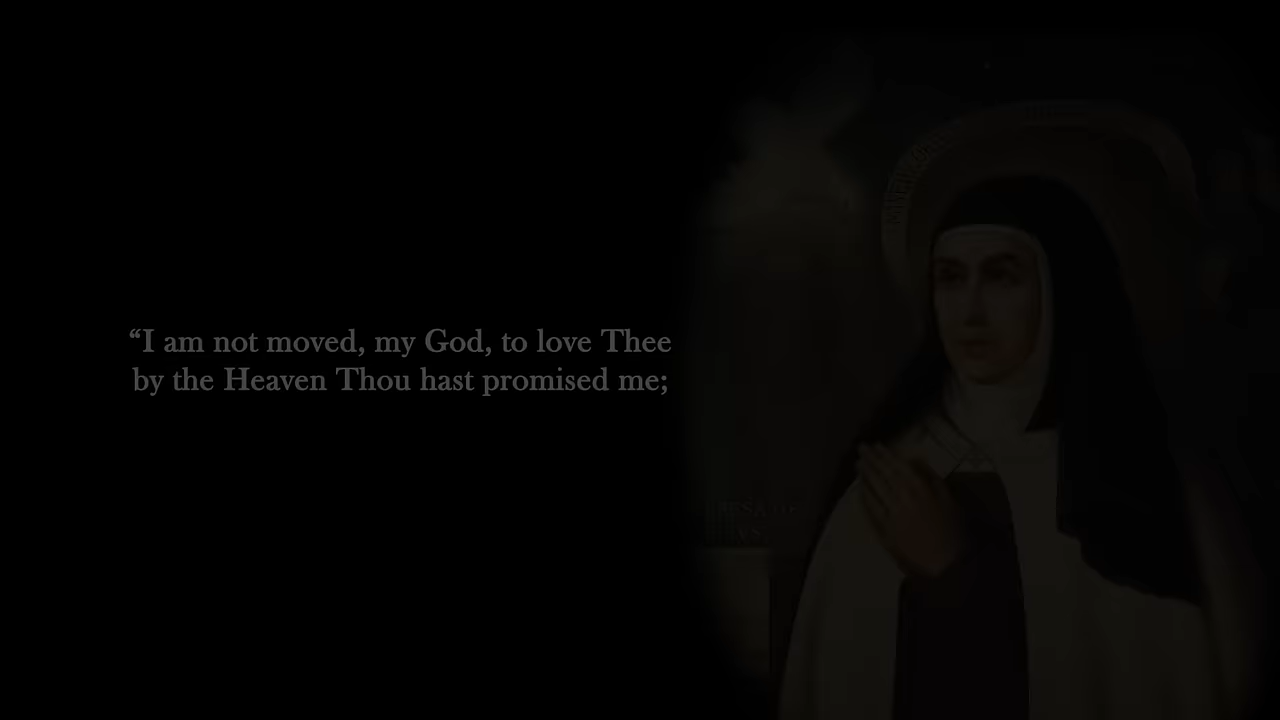 “I am not moved, my God, to love Thee
by the Heaven Thou hast promised me;